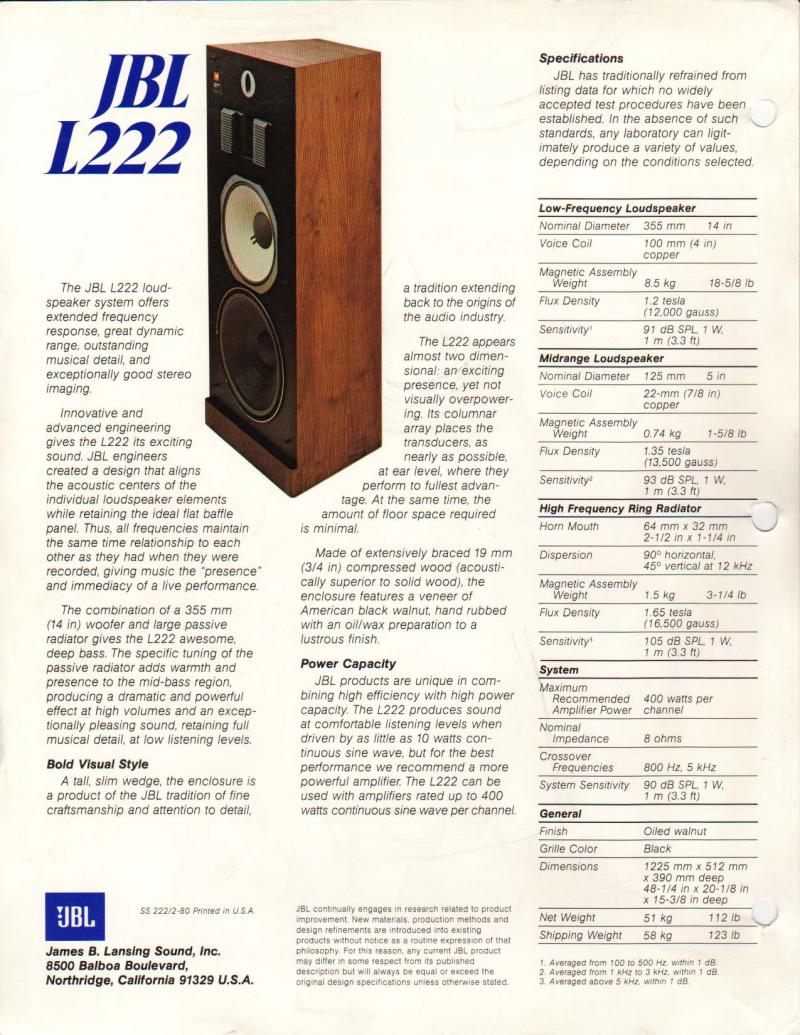 JBL
L222
The JBL L222 loud-
speaker system offers
extended frequency
response, great dynamic
range, outstanding
musical detail, and
exceptionally good stereo
imaging.
Innovative and
advanced engineering
gives the L222 its exciting
sound. JBL engineers
created a design that aligns
the acoustic centers of the
individual loudspeaker elements
while retaining the ideal flat baffle
panel. Thus, all frequencies maintain
the same time relationship to each
other as they had when they were
recorded, giving music the "presence"
and immediacy of a live performance.
The combination of a 355 mm
(14 in) woofer and large passive
radiator gives the L222 awesome,
deep bass. The specific tuning of the
passive radiator adds warmth and
presence to the mid-bass region,
producing a dramatic and powerful
effect at high volumes and an excep-
tionally pleasing sound, retaining full
musical detail, at low listening levels.
Bold Visual Style
A tall, slim wedge, the enclosure is
a product of the JBL tradition of fine
craftsmanship and attention to detail,
a tradition extending
back to the origins of
the audio industry.
The L222 appears
almost two dimen-
sional: an exciting
presence, yet not
visually overpower-
ing. Its columnar
array places the
transducers, as
nearly as possible,
at ear level, where they
perform to fullest advan-
tage. At the same time, the
amount of floor space required
is minimal.
Made of extensively braced 19 mm
(3/4 in) compressed wood (acousti-
cally superior to solid wood), the
enclosure features a veneer of
American black walnut, hand rubbed
with an oil/wax preparation to a
lustrous finish.
Power Capacity
JBL products are unique in com-
bining high efficiency with high power
capacity. The L222 produces sound
at comfortable listening levels when
driven by as little as 10 watts con-
tinuous sine wave, but for the best
performance we recommend a more
powerful amplifier. The L222 can be
used with amplifiers rated up to 400
watts continuous sine wave per channel.
Specifications
JBL has traditionally refrained from
listing data for which no widely
accepted test procedures have been
established. In the absence of such
standards, any laboratory can ligit-
imately produce a variety of values,
depending on the conditions selected.
Low-Frequency Loudspeaker
Nominal Diameter 355 mm 14 in
Voice Coil 100 mm (4 in)
copper
Magnetic Assembly
Weight 8.5 kg 18-5/8 lb
Flux Density 1.2 tesla
(12,000 gauss)
Sensitivity¹ 91 dB SPL, 1 W,
1 m (3.3 ft)
Midrange Loudspeaker
Nominal Diameter 125 mm 5 in
Voice Coil 22-mm (7/8 in)
copper
Magnetic Assembly
Weight 0.74 kg 1-5/8 lb
Flux Density 1.35 tesla
(13,500 gauss)
Sensitivity² 93 dB SPL, 1 W,
1 m (3.3 ft)
High Frequency Ring Radiator
Horn Mouth 64 mm x 32 mm
2-1/2 in x 1-1/4 in
Dispersion 90° horizontal,
45° vertical at 12 kHz
Magnetic Assembly
Weight 1.5 kg 3-1/4 lb
Flux Density 1.65 tesla
(16,500 gauss)
Sensitivity³ 105 dB SPL, 1 W,
1 m (3.3 ft)
System
Maximum
Recommended 400 watts per
Amplifier Power channel
Nominal
Impedance 8 ohms
Crossover
Frequencies 800 Hz, 5 kHz
System Sensitivity 90 dB SPL, 1 W,
1 m (3.3 ft)
General
Finish Oiled walnut
Grille Color Black
Dimensions 1225 mm x 512 mm
x 390 mm deep
48-1/4 in x 20-1/8 in
x 15-3/8 in deep
Net Weight 51 kg 112 lb
Shipping Weight 58 kg 123 lb
1. Averaged from 100 to 500 Hz, within 1 dB.
2. Averaged from 1 kHz to 3 kHz, within 1 dB.
3. Averaged above 5 kHz, within 1 dB.
JBL
SS 222/2-80 Printed in U.S.A.
James B. Lansing Sound, Inc.
8500 Balboa Boulevard,
Northridge, California 91329 U.S.A.
JBL continually engages in research related to product
improvement. New materials, production methods and
design refinements are introduced into existing
products without notice as a routine expression of that
philosophy. For this reason, any current JBL product
may differ in some respect from its published
description but will always be equal or exceed the
original design specifications unless otherwise stated.